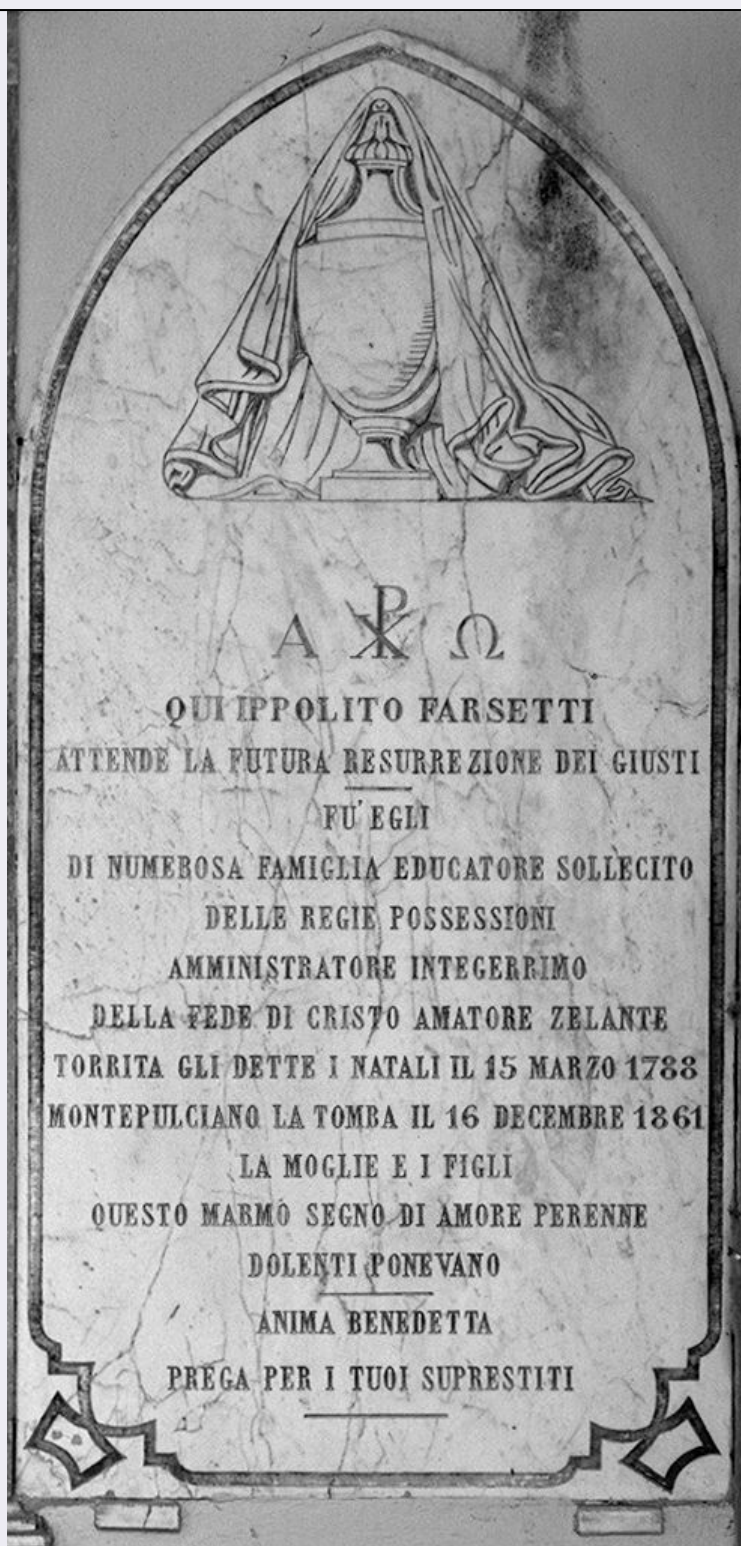 Α ☧ Ω
QUI IPPOLITO FARSETTI
ATTENDE LA FUTURA RESURREZIONE DEI GIUSTI
FU' EGLI
DI NUMEROSA FAMIGLIA EDUCATORE SOLLECITO
DELLE REGIE POSSESSIONI
AMMINISTRATORE INTEGERRIMO
DELLA FEDE DI CRISTO AMATORE ZELANTE
TORRITA GLI DETTE I NATALI IL 15 MARZO 1788
MONTEPULCIANO LA TOMBA IL 16 DECEMBRE 1861
LA MOGLIE E I FIGLI
QUESTO MARMO SEGNO DI AMORE PERENNE
DOLENTI PONEVANO
ANIMA BENEDETTA
PREGA PER I TUOI SUPRESTITI